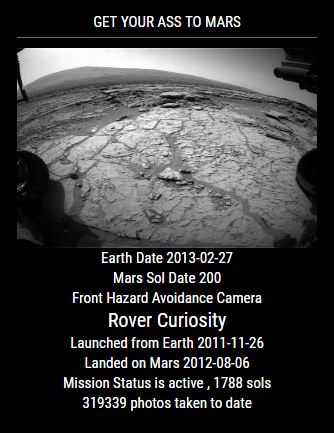 GET YOUR ASS TO MARS
Earth Date 2013-02-27
Mars Sol Date 200
Front Hazard Avoidance Camera
Rover Curiosity
Launched from Earth 2011-11-26
Landed on Mars 2012-08-06
Mission Status is active , 1788 sols
319339 photos taken to date